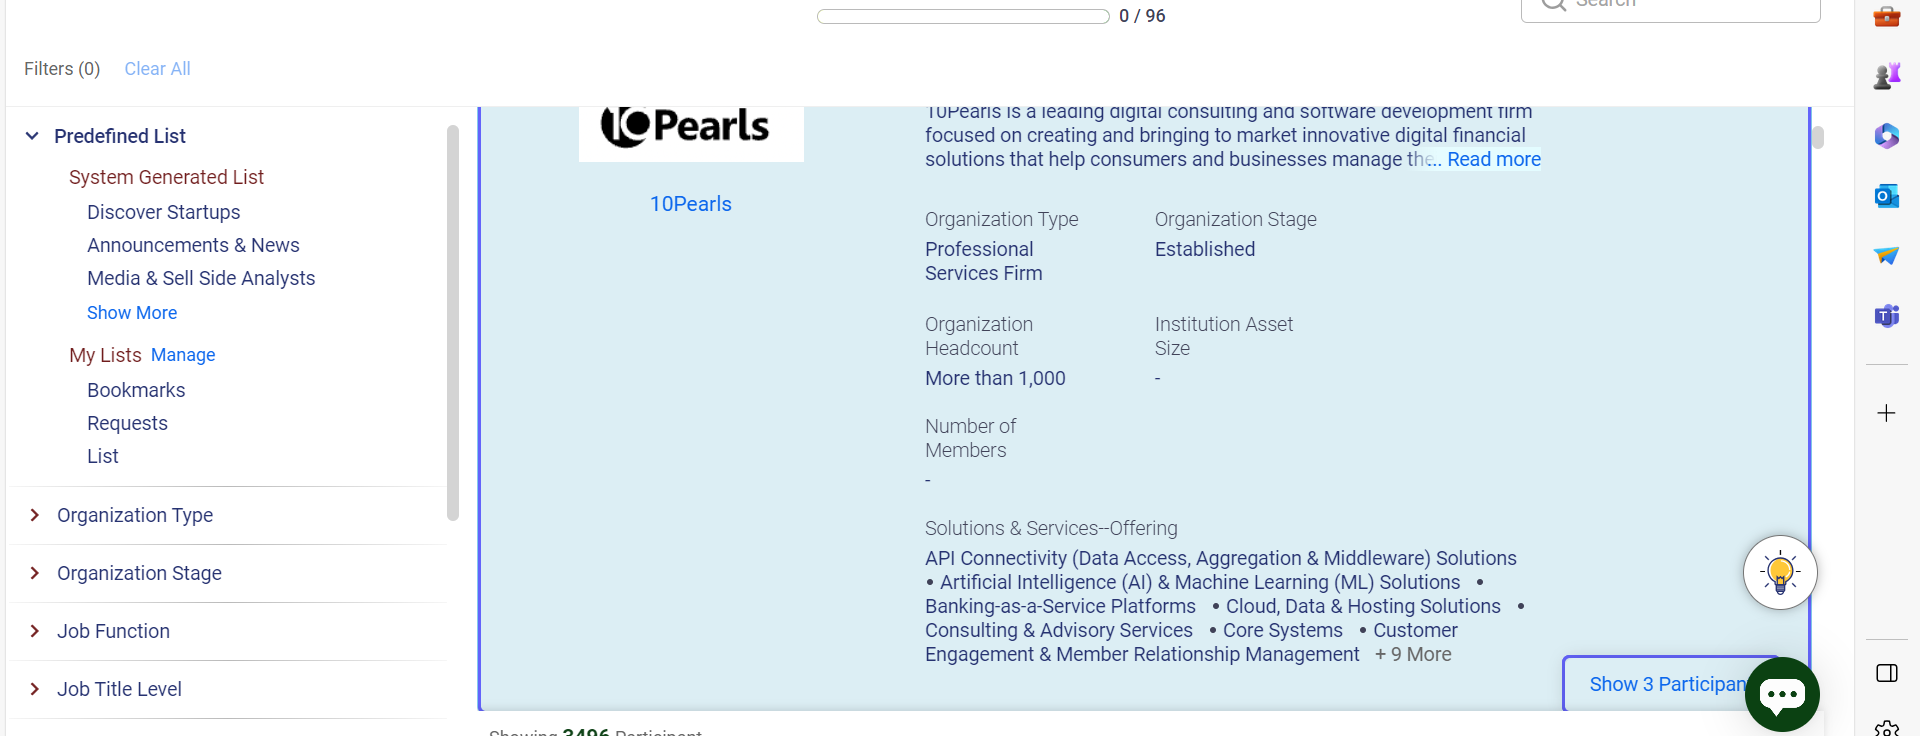 0 / 96
Search
Filters (0) Clear All
Predefined List
System Generated List
Discover Startups
Announcements & News
Media & Sell Side Analysts
Show More
My Lists Manage
Bookmarks
Requests
List
Organization Type
Organization Stage
Job Function
Job Title Level
10Pearls
10Pearls
10Pearls is a leading digital consulting and software development firm
focused on creating and bringing to market innovative digital financial
solutions that help consumers and businesses manage the... Read more
Organization Type
Professional
Services Firm
Organization Stage
Established
Organization
Headcount
More than 1,000
Institution Asset
Size
-
Number of
Members
-
Solutions & Services--Offering
API Connectivity (Data Access, Aggregation & Middleware) Solutions
• Artificial Intelligence (AI) & Machine Learning (ML) Solutions •
Banking-as-a-Service Platforms • Cloud, Data & Hosting Solutions •
Consulting & Advisory Services • Core Systems • Customer
Engagement & Member Relationship Management + 9 More
Show 3 Participan
Showing 3496 Participant